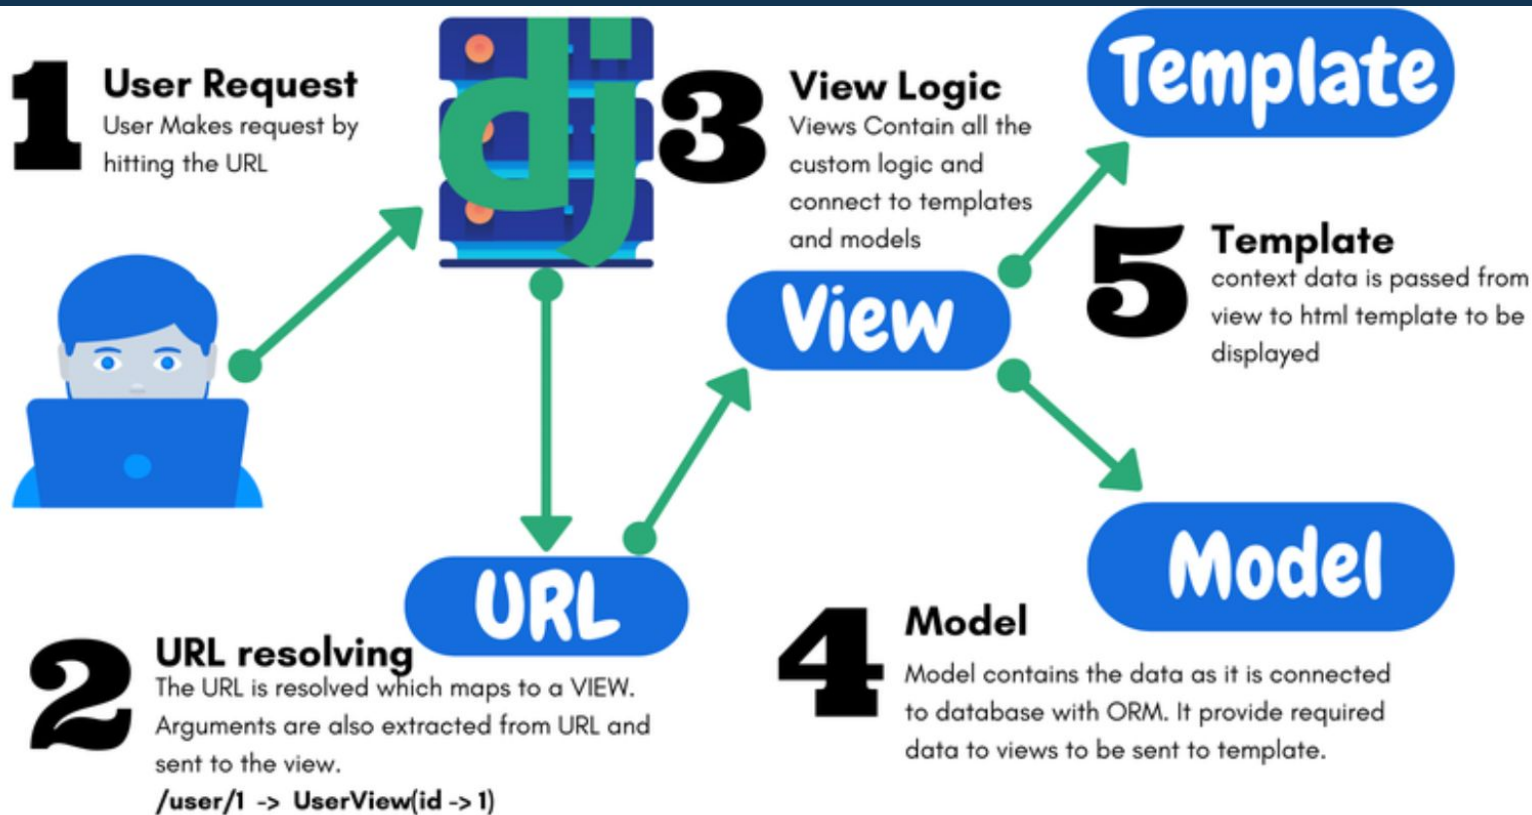 1
User Request
User Makes request by
hitting the URL
dj
2
URL resolving
The URL is resolved which maps to a VIEW.
Arguments are also extracted from URL and
sent to the view.
/user/1 -> UserView(id -> 1)
URL
3
View Logic
Views Contain all the
custom logic and
connect to templates
and models
View
4
Model
Model contains the data as it is connected
to database with ORM. It provide required
data to views to be sent to template.
Model
5
Template
context data is passed from
view to html template to be
displayed
Template